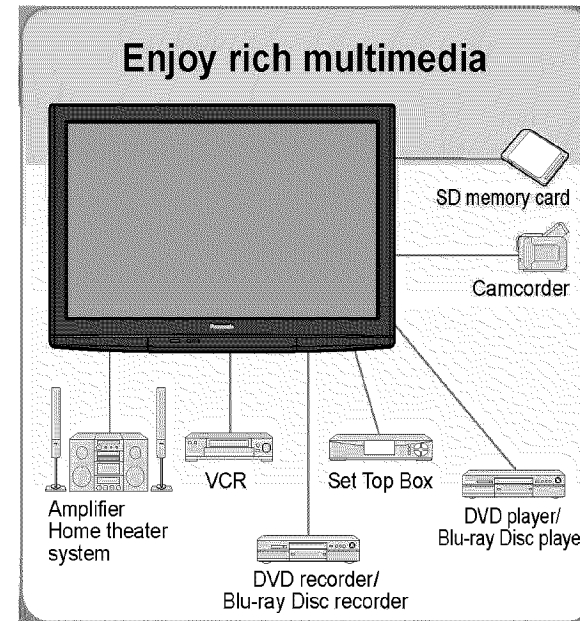 Enjoy rich multimedia
SD memory card
Camcorder
Panasonic
Amplifier
Home theater
system
VCR
Set Top Box
DVD player/
Blu-ray Disc playe
DVD recorder/
Blu-ray Disc recorder